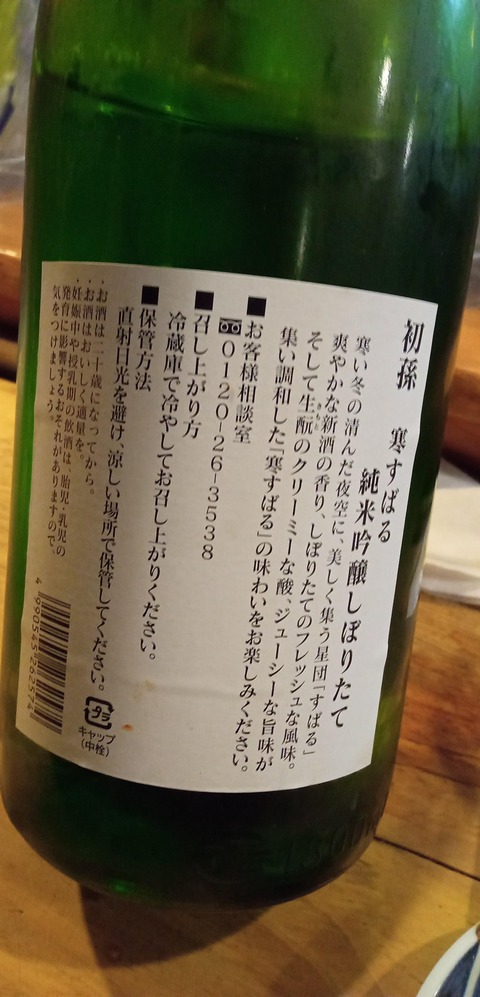 初孫
寒すばる
純米吟醸しぼりたて
寒い冬の清んだ夜空に、美しく集う星団「すばる」
爽やかな新酒の香り、しぼりたてのフレッシュな風味。
そして生酛のクリーミーな酸、ジューシーな旨味が
きもと
集い調和した「寒すばる」の味わいをお楽しみください。
■お客様相談室
0120-26-3538
■召し上がり方
冷蔵庫で冷やしてお召し上がりください。
■保管方法
直射日光を避け、涼しい場所で保管してください。
・お酒は二十歳になってから。
・お酒はおいしく適量を。
・妊娠中や授乳期の飲酒は、胎児・乳児の
発育に影響するおそれがありますので、
気をつけましょう。
4 990545 262574
プラ
キャップ
(中栓)